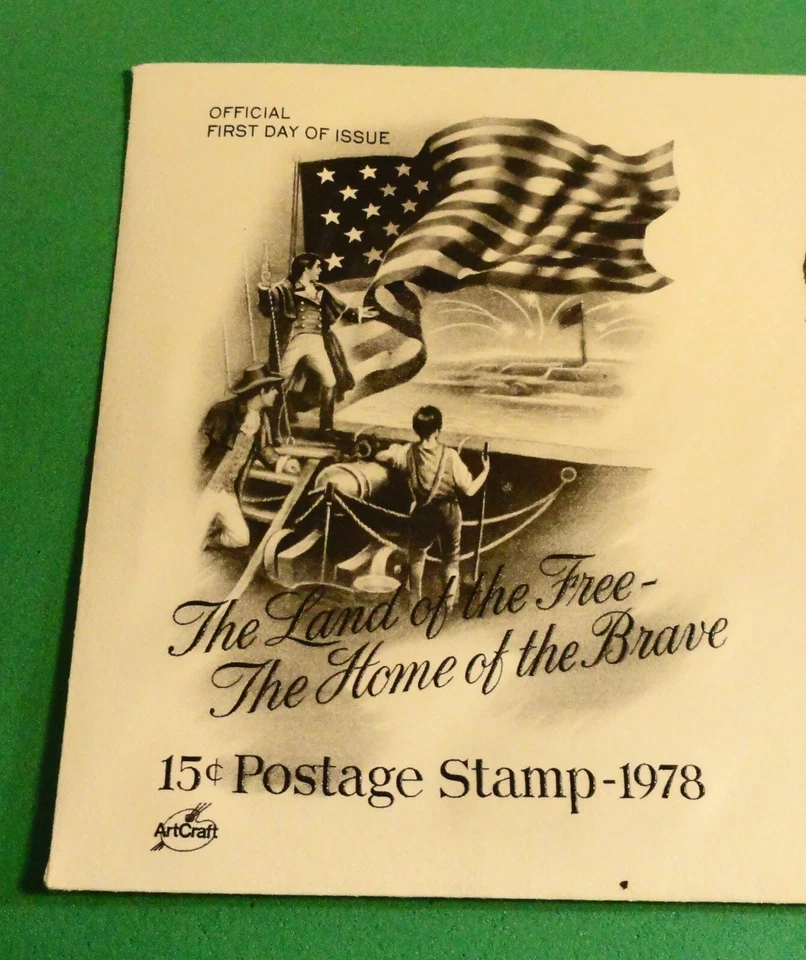 OFFICIAL
FIRST DAY OF ISSUE
The Land of the Free-
The Home of the Brave
15¢ Postage Stamp-1978
ArtCraft